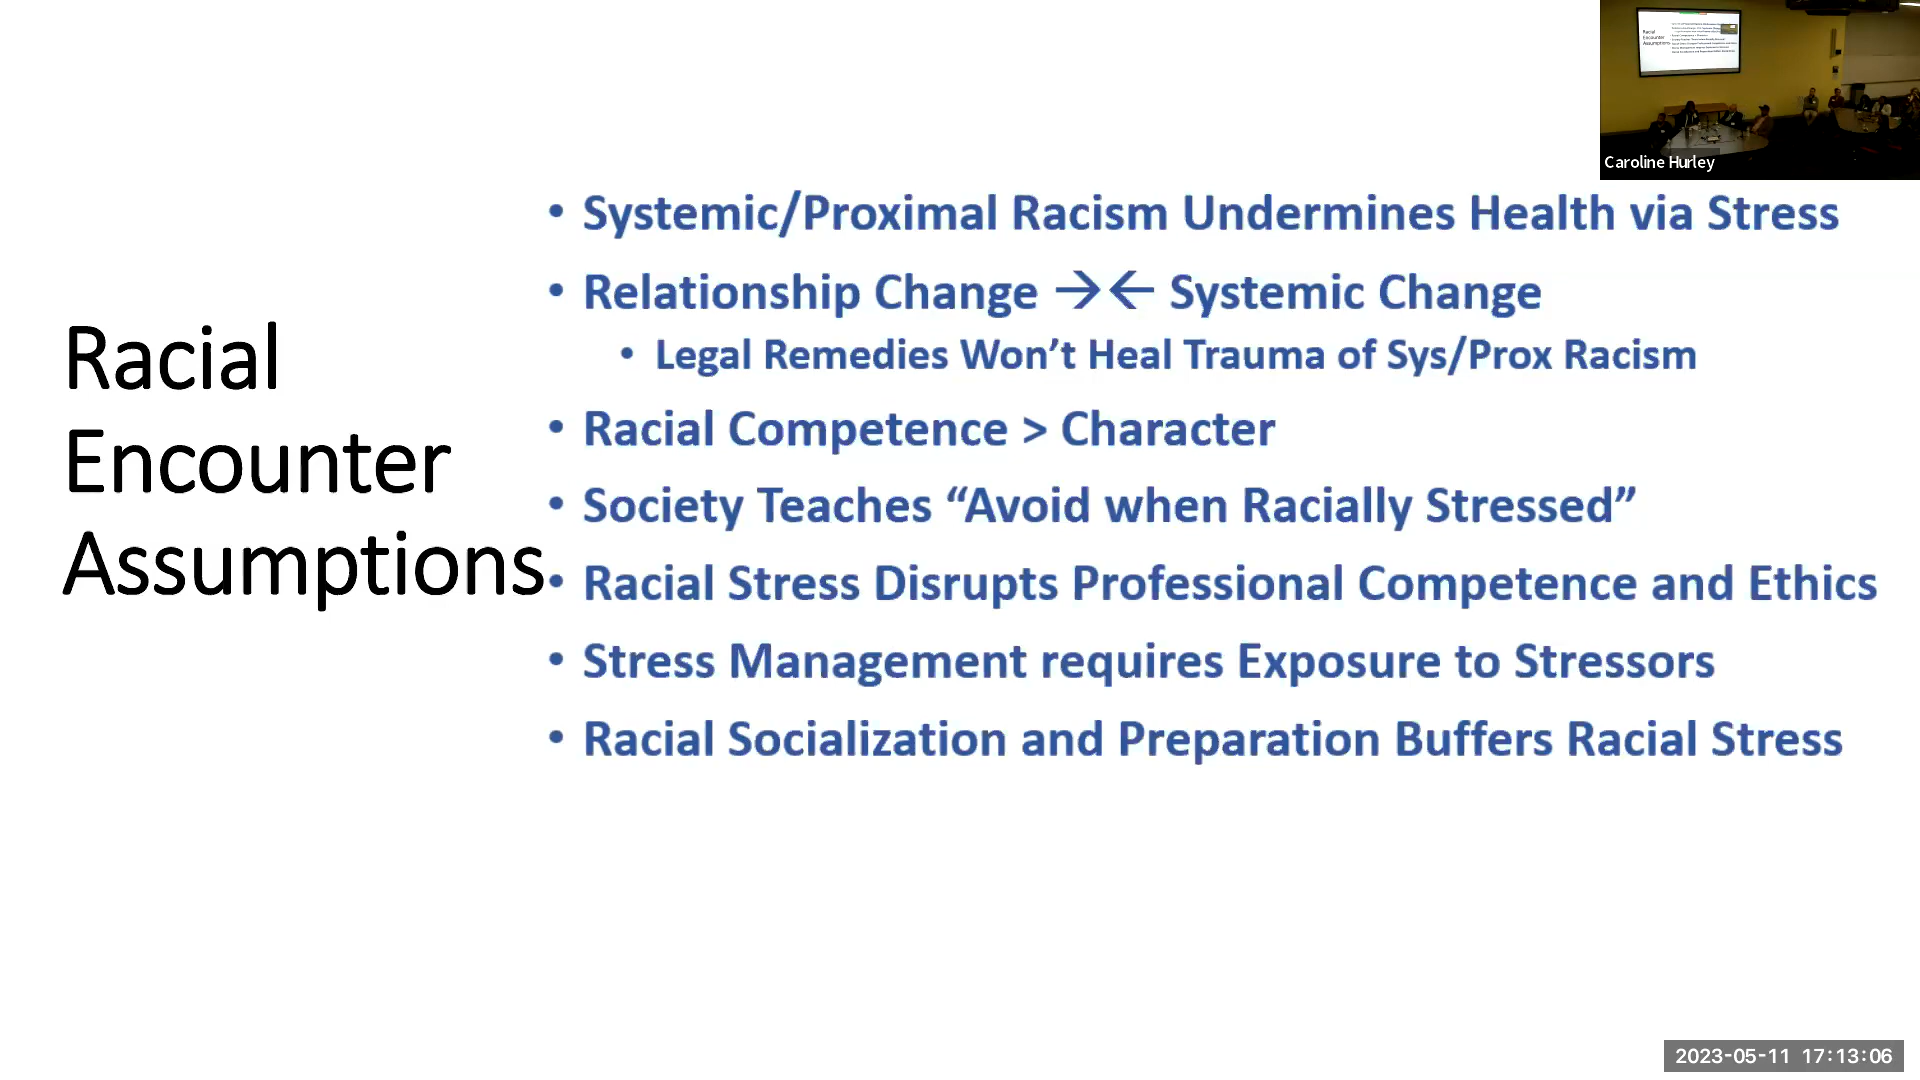 Racial
Encounter
Assumptions
• Systemic/Proximal Racism Undermines Health via Stress
• Relationship Change →← Systemic Change
• Legal Remedies Won’t Heal Trauma of Sys/Prox Racism
• Racial Competence > Character
• Society Teaches “Avoid when Racially Stressed”
• Racial Stress Disrupts Professional Competence and Ethics
• Stress Management requires Exposure to Stressors
• Racial Socialization and Preparation Buffers Racial Stress
Racial
Encounter
Assumptions
Caroline Hurley
2023-05-11 17:13:06